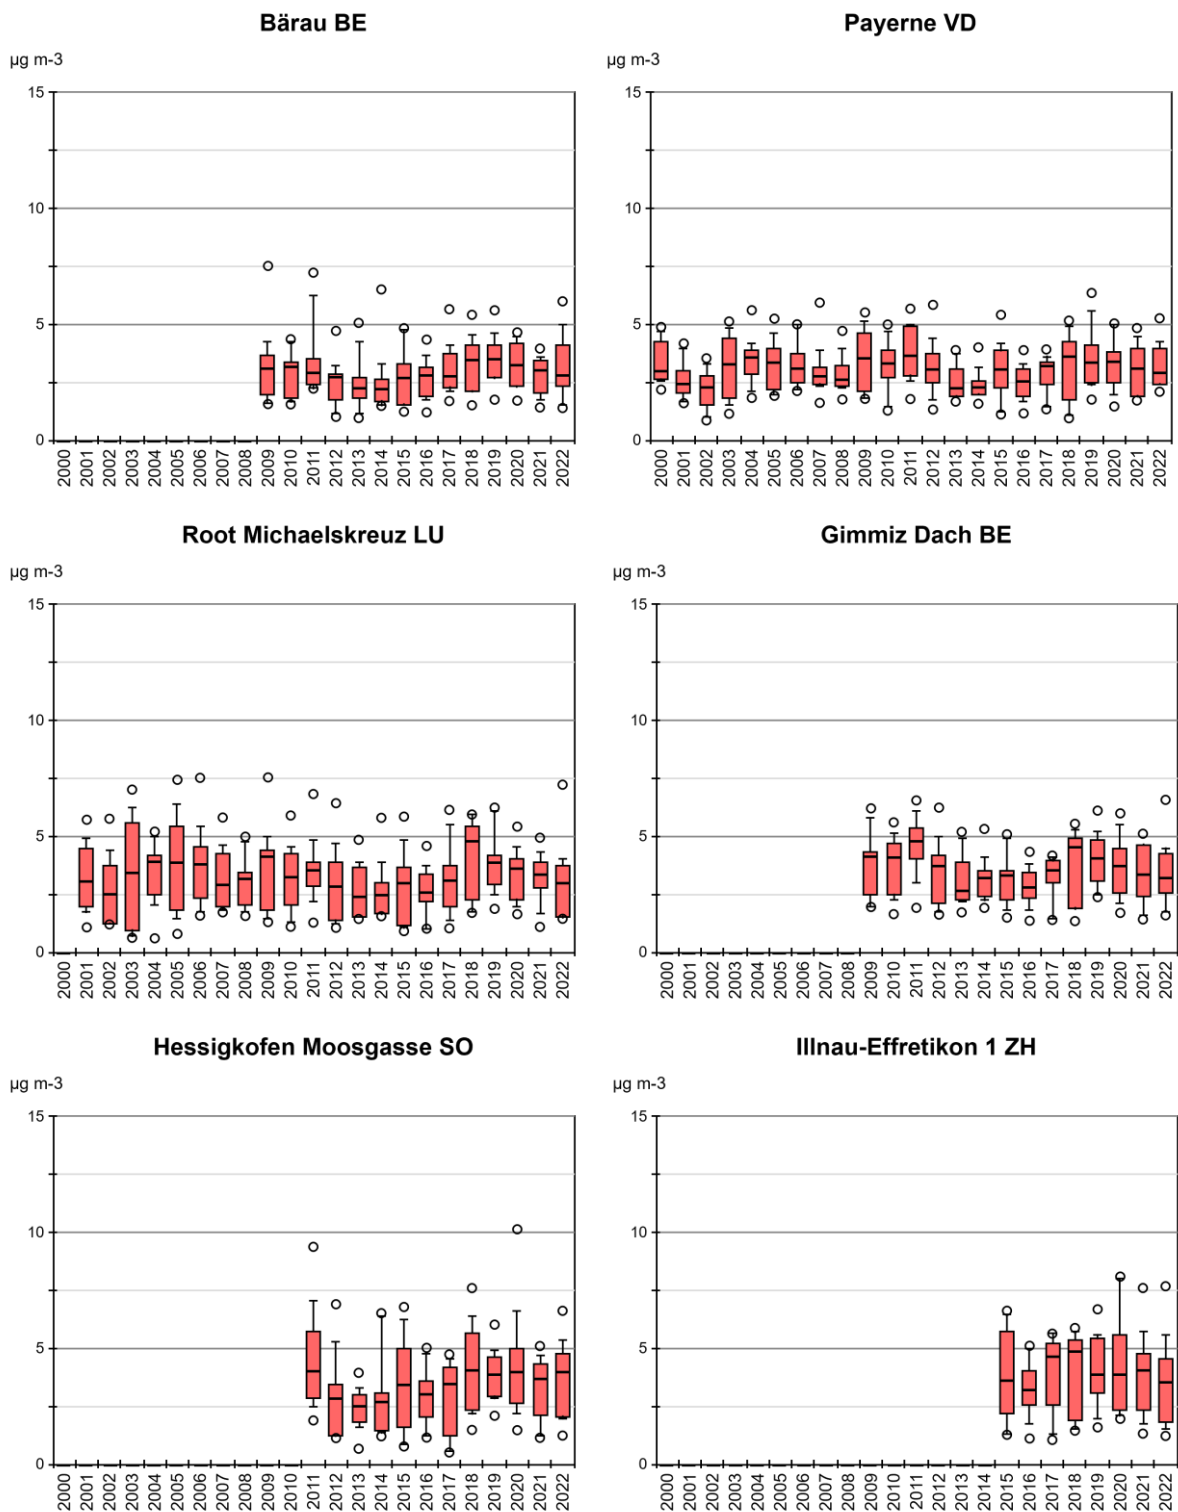 Bärau BE
µg m-3
15
10
5
0
2000 2001 2002 2003 2004 2005 2006 2007 2008 2009 2010 2011 2012 2013 2014 2015 2016 2017 2018 2019 2020 2021 2022
Payerne VD
µg m-3
15
10
5
0
2000 2001 2002 2003 2004 2005 2006 2007 2008 2009 2010 2011 2012 2013 2014 2015 2016 2017 2018 2019 2020 2021 2022
Root Michaelskreuz LU
µg m-3
15
10
5
0
2000 2001 2002 2003 2004 2005 2006 2007 2008 2009 2010 2011 2012 2013 2014 2015 2016 2017 2018 2019 2020 2021 2022
Gimmiz Dach BE
µg m-3
15
10
5
0
2000 2001 2002 2003 2004 2005 2006 2007 2008 2009 2010 2011 2012 2013 2014 2015 2016 2017 2018 2019 2020 2021 2022
Hessigkofen Moosgasse SO
µg m-3
15
10
5
0
2000 2001 2002 2003 2004 2005 2006 2007 2008 2009 2010 2011 2012 2013 2014 2015 2016 2017 2018 2019 2020 2021 2022
Illnau-Effretikon 1 ZH
µg m-3
15
10
5
0
2000 2001 2002 2003 2004 2005 2006 2007 2008 2009 2010 2011 2012 2013 2014 2015 2016 2017 2018 2019 2020 2021 2022